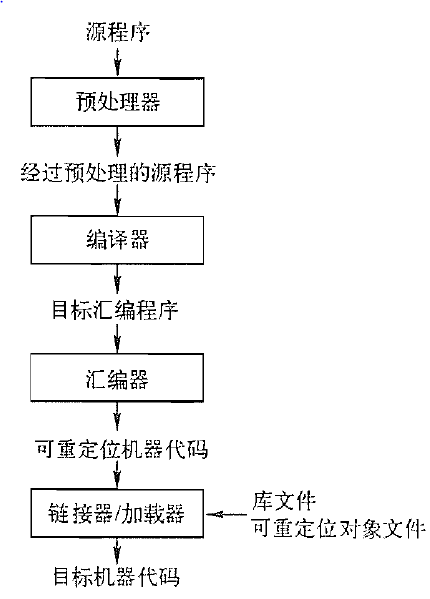 源程序
预处理器
经过预处理的源程序
编译器
目标汇编程序
汇编器
可重定位机器代码
链接器/加载器
库文件
可重定位对象文件
目标机器代码